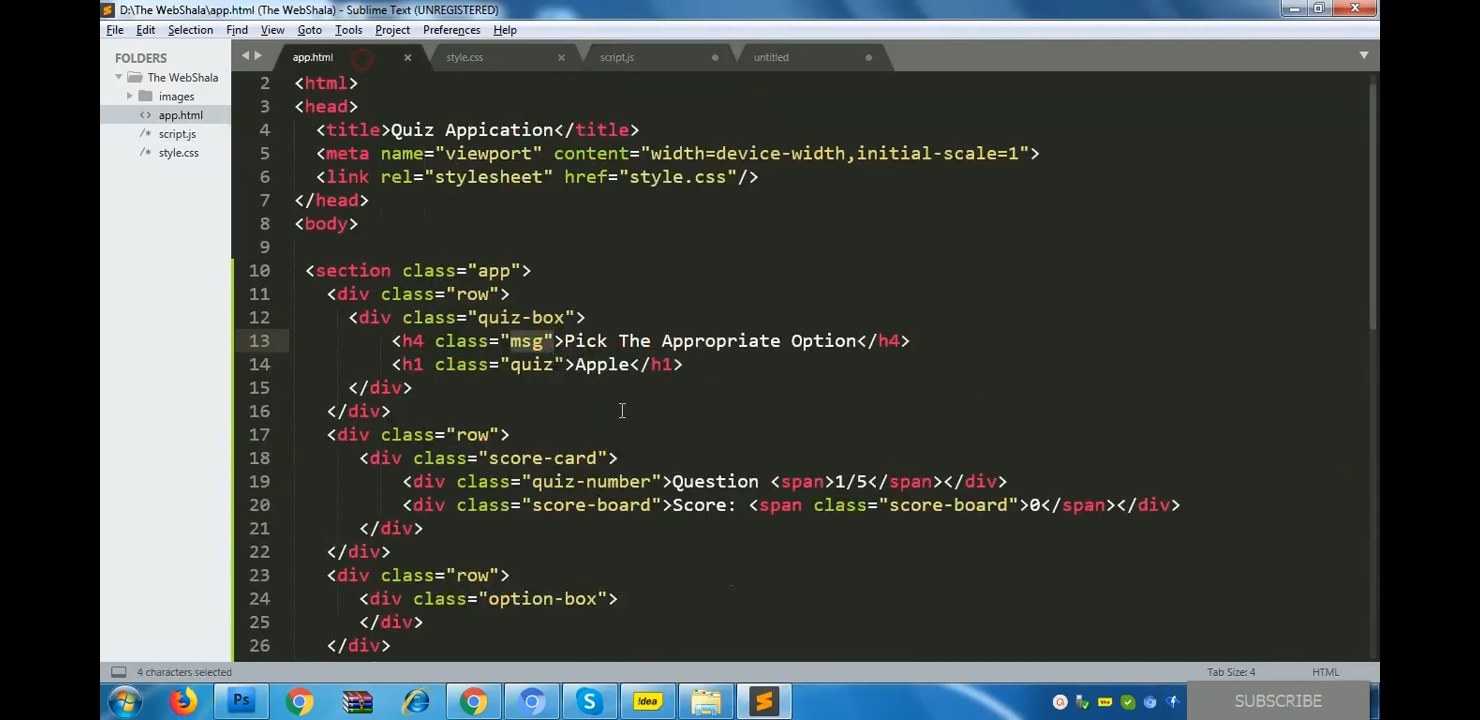 D:\The WebShala\app.html (The WebShala) - Sublime Text (UNREGISTERED)
File Edit Selection Find View Goto Tools Project Preferences Help
FOLDERS
The WebShala
images
app.html
script.js
style.css
app.html style.css script.js untitled
2 <html>
3 <head>
4 <title>Quiz Appication</title>
5 <meta name="viewport" content="width=device-width,initial-scale=1">
6 <link rel="stylesheet" href="style.css"/>
7 </head>
8 <body>
9
10 <section class="app">
11 <div class="row">
12 <div class="quiz-box">
13 <h4 class="msg">Pick The Appropriate Option</h4>
14 <h1 class="quiz">Apple</h1>
15 </div>
16 </div>
17 <div class="row">
18 <div class="score-card">
19 <div class="quiz-number">Question <span>1/5</span></div>
20 <div class="score-board">Score: <span class="score-board">0</span></div>
21 </div>
22 </div>
23 <div class="row">
24 <div class="option-box">
25 </div>
26 </div>
4 characters selected Tab Size: 4 HTML
Ps !dea SUBSCRIBE